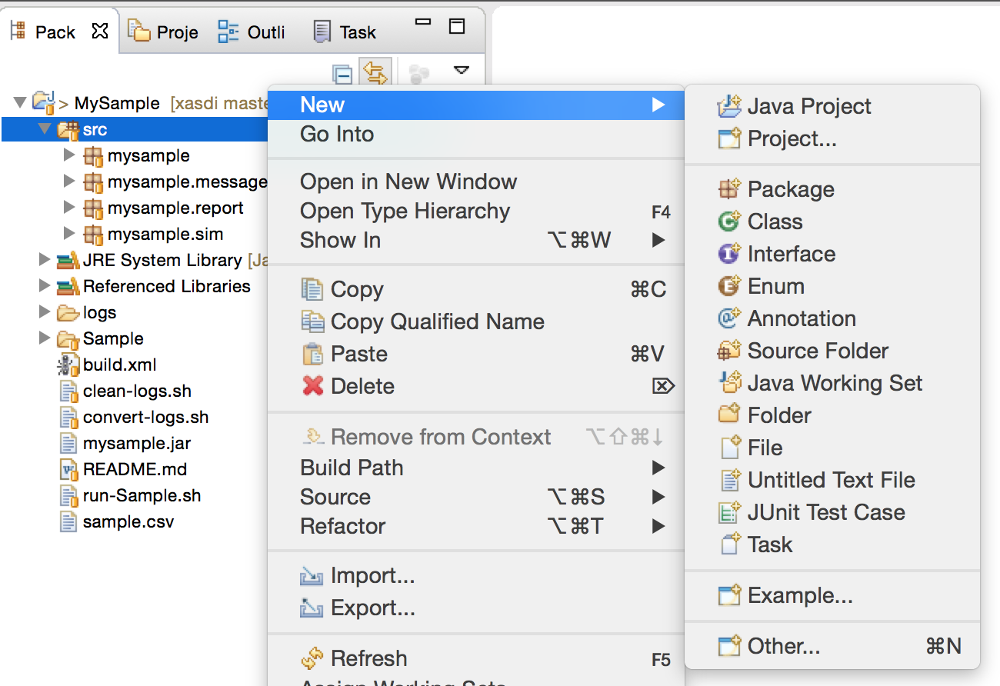 Pack Proje Outli Task
> MySample [xasdi maste
src
mysample
mysample.message
mysample.report
mysample.sim
JRE System Library [Ja
Referenced Libraries
logs
Sample
build.xml
clean-logs.sh
convert-logs.sh
mysample.jar
README.md
run-Sample.sh
sample.csv
New
Go Into
Open in New Window
Open Type Hierarchy F4
Show In ⌥⌘W
Copy ⌘C
Copy Qualified Name
Paste ⌘V
Delete ⌦
Remove from Context ⌥⇧⌘↓
Build Path
Source ⌥⌘S
Refactor ⌥⌘T
Import...
Export...
Refresh F5
Assign Working Sets...
Java Project
Project...
Package
Class
Interface
Enum
Annotation
Source Folder
Java Working Set
Folder
File
Untitled Text File
JUnit Test Case
Task
Example...
Other... ⌘N